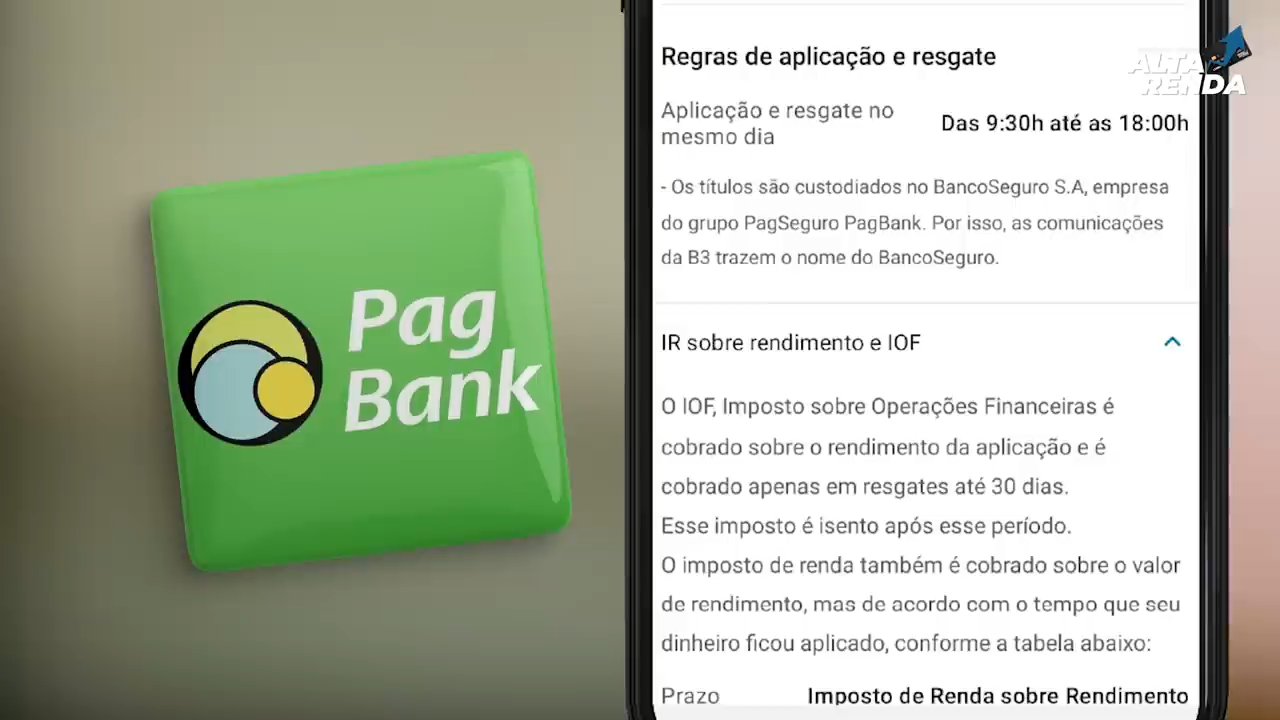 ALTA
RENDA
Pag
Bank
Regras de aplicação e resgate
Aplicação e resgate no
mesmo dia
Das 9:30h até as 18:00h
- Os títulos são custodiados no BancoSeguro S.A, empresa
do grupo PagSeguro PagBank. Por isso, as comunicações
da B3 trazem o nome do BancoSeguro.
IR sobre rendimento e IOF
O IOF, Imposto sobre Operações Financeiras é
cobrado sobre o rendimento da aplicação e é
cobrado apenas em resgates até 30 dias.
Esse imposto é isento após esse período.
O imposto de renda também é cobrado sobre o valor
de rendimento, mas de acordo com o tempo que seu
dinheiro ficou aplicado, conforme a tabela abaixo:
Prazo Imposto de Renda sobre Rendimento